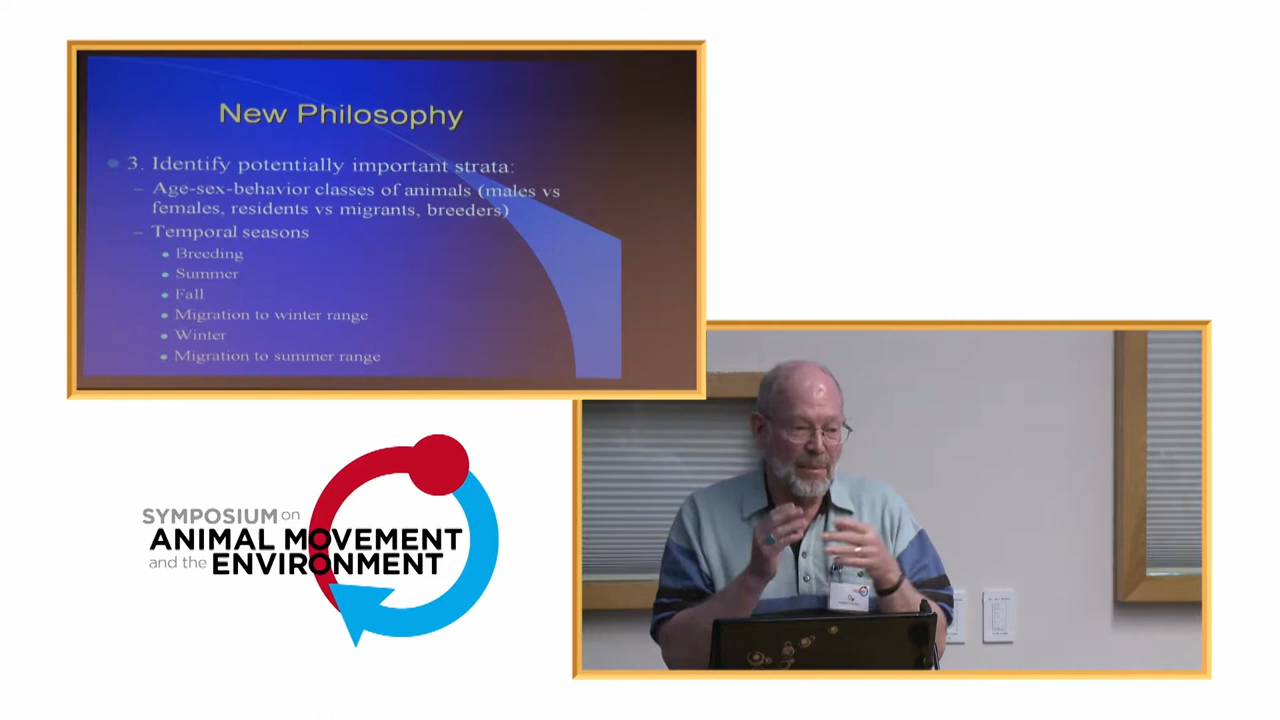 New Philosophy
3. Identify potentially important strata:
– Age-sex-behavior classes of animals (males vs
females, residents vs migrants, breeders)
– Temporal seasons
• Breeding
• Summer
• Fall
• Migration to winter range
• Winter
• Migration to summer range
SYMPOSIUM on
ANIMAL MOVEMENT
and the ENVIRONMENT